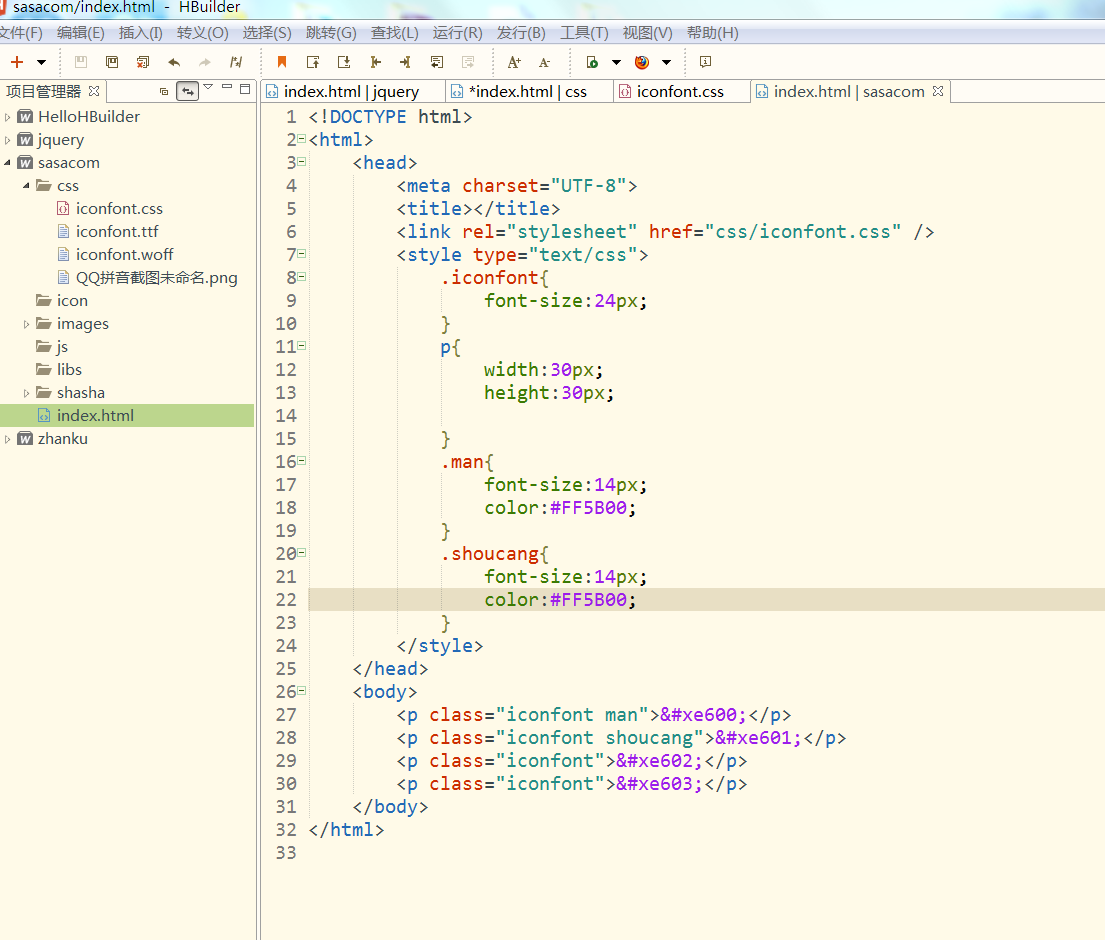 sasacom/index.html - HBuilder
文件(F) 编辑(E) 插入(I) 转义(O) 选择(S) 跳转(G) 查找(L) 运行(R) 发行(B) 工具(T) 视图(V) 帮助(H)
项目管理器
index.html | jquery
*index.html | css
iconfont.css
index.html | sasacom
HelloHBuilder
jquery
sasacom
css
iconfont.css
iconfont.ttf
iconfont.woff
QQ拼音截图未命名.png
icon
images
js
libs
shasha
index.html
zhanku
1 <!DOCTYPE html>
2 <html>
3 <head>
4 <meta charset="UTF-8">
5 <title></title>
6 <link rel="stylesheet" href="css/iconfont.css" />
7 <style type="text/css">
8 .iconfont{
9 font-size:24px;
10 }
11 p{
12 width:30px;
13 height:30px;
14
15 }
16 .man{
17 font-size:14px;
18 color:#FF5B00;
19 }
20 .shoucang{
21 font-size:14px;
22 color:#FF5B00;
23 }
24 </style>
25 </head>
26 <body>
27 <p class="iconfont man">&#xe600;</p>
28 <p class="iconfont shoucang">&#xe601;</p>
29 <p class="iconfont">&#xe602;</p>
30 <p class="iconfont">&#xe603;</p>
31 </body>
32 </html>
33